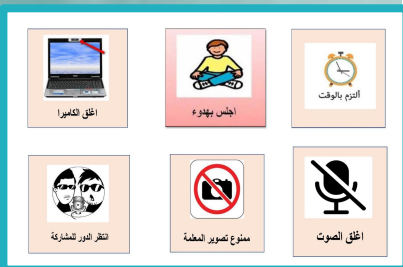 ألتزم بالوقت
اجلس بهدوء
اغلق الكاميرا
اغلق الصوت
ممنوع تصوير المعلمة
انتظر الدور للمشاركة